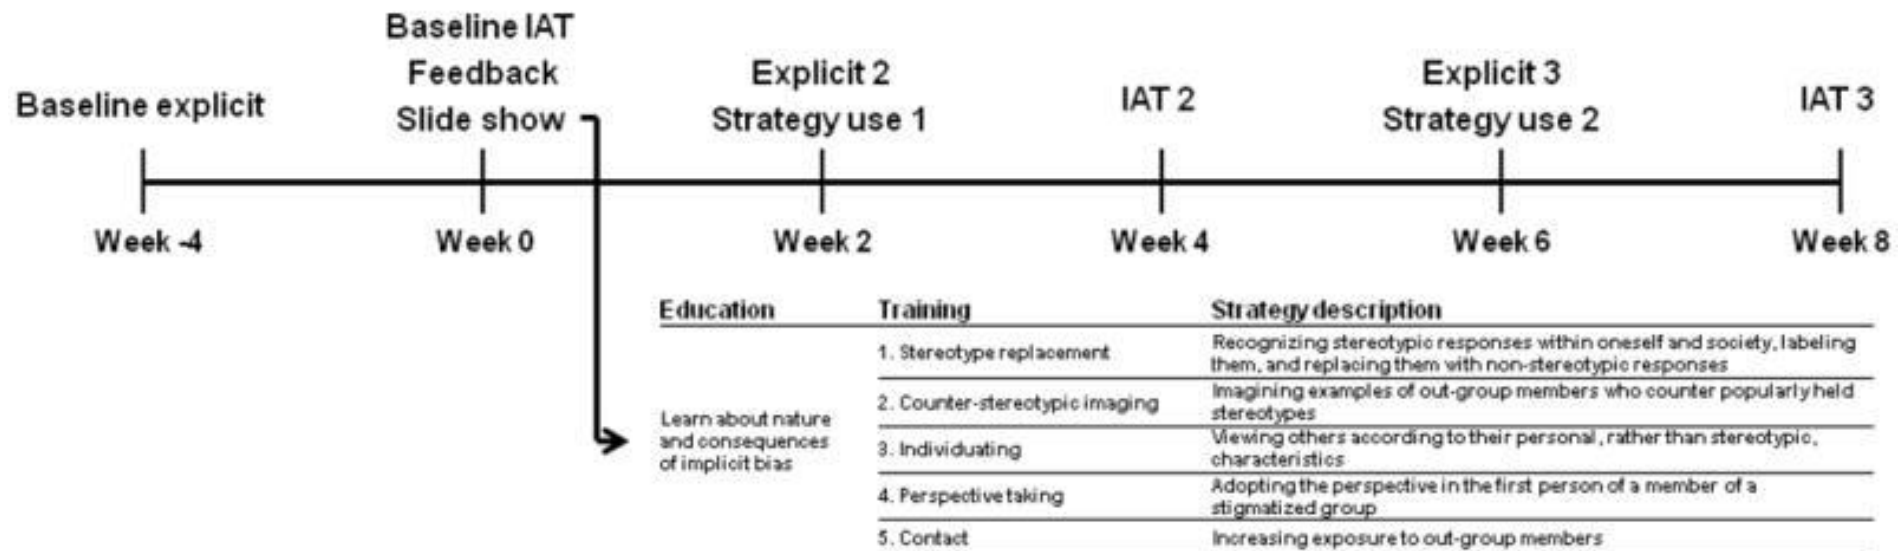 Baseline explicit
Baseline IAT
Feedback
Slide show
Explicit 2
Strategy use 1
IAT 2
Explicit 3
Strategy use 2
IAT 3
Week -4
Week 0
Week 2
Week 4
Week 6
Week 8
Education
Training
Strategy description
Learn about nature
and consequences
of implicit bias
1. Stereotype replacement
Recognizing stereotypic responses within oneself and society, labeling
them, and replacing them with non-stereotypic responses
2. Counter-stereotypic imaging
Imagining examples of out-group members who counter popularly held
stereotypes
3. Individuating
Viewing others according to their personal, rather than stereotypic,
characteristics
4. Perspective taking
Adopting the perspective in the first person of a member of a
stigmatized group
5. Contact
Increasing exposure to out-group members